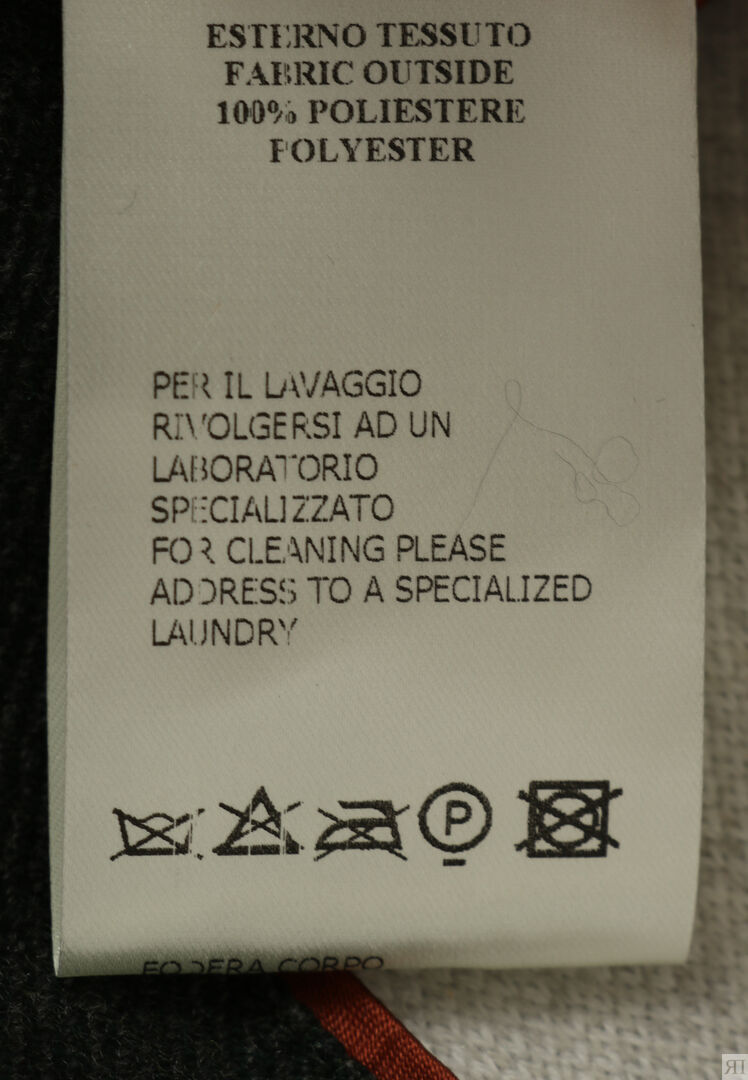 ESTERNO TESSUTO
FABRIC OUTSIDE
100% POLIESTERE
POLYESTER
PER IL LAVAGGIO
RIVOLGERSI AD UN
LABORATORIO
SPECIALIZZATO
FOR CLEANING PLEASE
ADDRESS TO A SPECIALIZED
LAUNDRY
P
FODERA CORPO
ЯП